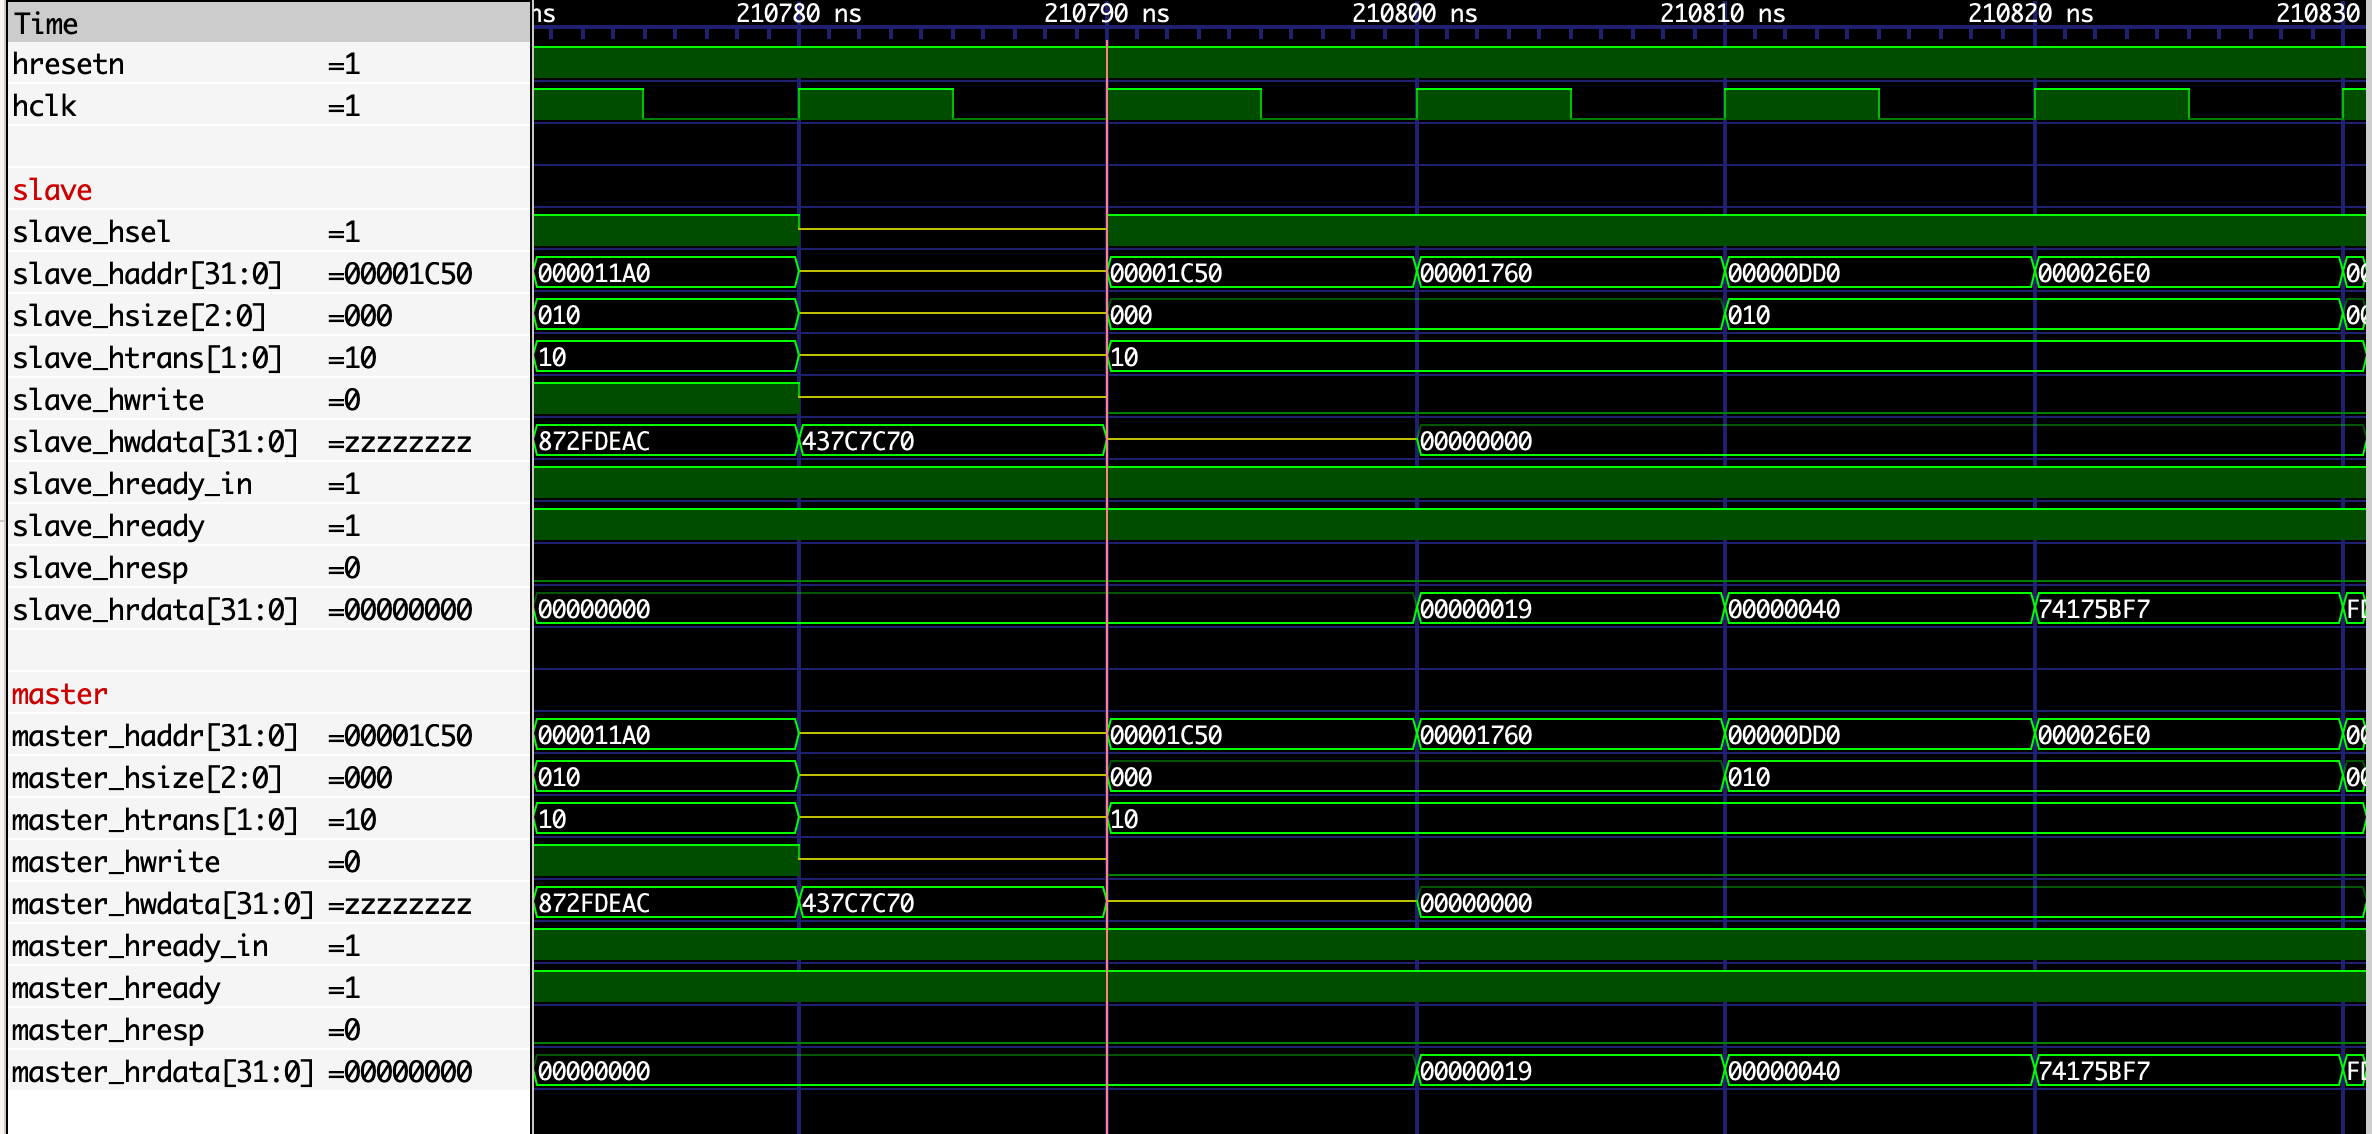 Time ns 210780 ns 210790 ns 210800 ns 210810 ns 210820 ns 210830
hresetn =1
hclk =1
slave
slave_hsel =1
slave_haddr[31:0] =00001C50 000011A0 00001C50 00001760 00000DD0 000026E0 00
slave_hsize[2:0] =000 010 000 010 00
slave_htrans[1:0] =10 10 10
slave_hwrite =0
slave_hwdata[31:0] =zzzzzzzz 872FDEAC 437C7C70 00000000
slave_hready_in =1
slave_hready =1
slave_hresp =0
slave_hrdata[31:0] =00000000 00000000 00000019 00000040 74175BF7 FD
master
master_haddr[31:0] =00001C50 000011A0 00001C50 00001760 00000DD0 000026E0 00
master_hsize[2:0] =000 010 000 010 00
master_htrans[1:0] =10 10 10
master_hwrite =0
master_hwdata[31:0] =zzzzzzzz 872FDEAC 437C7C70 00000000
master_hready_in =1
master_hready =1
master_hresp =0
master_hrdata[31:0] =00000000 00000000 00000019 00000040 74175BF7 FD